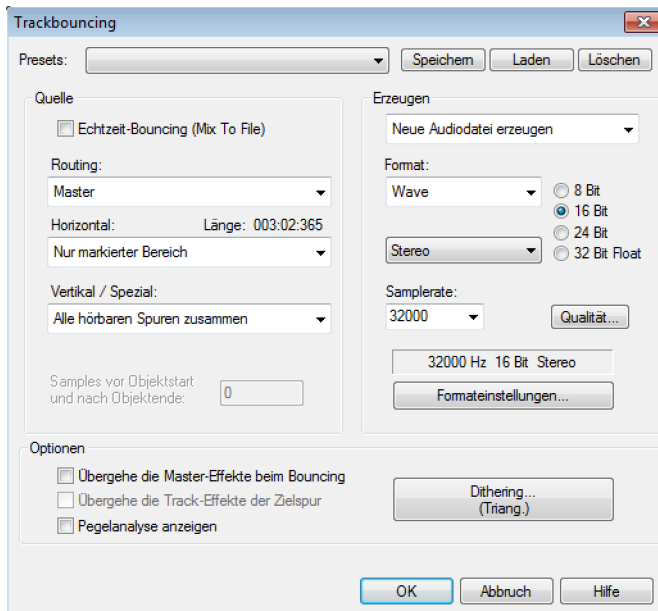 Trackbouncing
Presets:
Speichern
Laden
Löschen
Quelle
Echtzeit-Bouncing (Mix To File)
Routing:
Master
Horizontal: Länge: 003:02:365
Nur markierter Bereich
Vertikal / Spezial:
Alle hörbaren Spuren zusammen
Samples vor Objektstart
und nach Objektende:
0
Erzeugen
Neue Audiodatei erzeugen
Format:
Wave
8 Bit
16 Bit
24 Bit
32 Bit Float
Stereo
Samplerate:
32000
Qualität...
32000 Hz 16 Bit Stereo
Formateinstellungen...
Optionen
Übergehe die Master-Effekte beim Bouncing
Übergehe die Track-Effekte der Zielspur
Pegelanalyse anzeigen
Dithering...
(Triang.)
OK
Abbruch
Hilfe